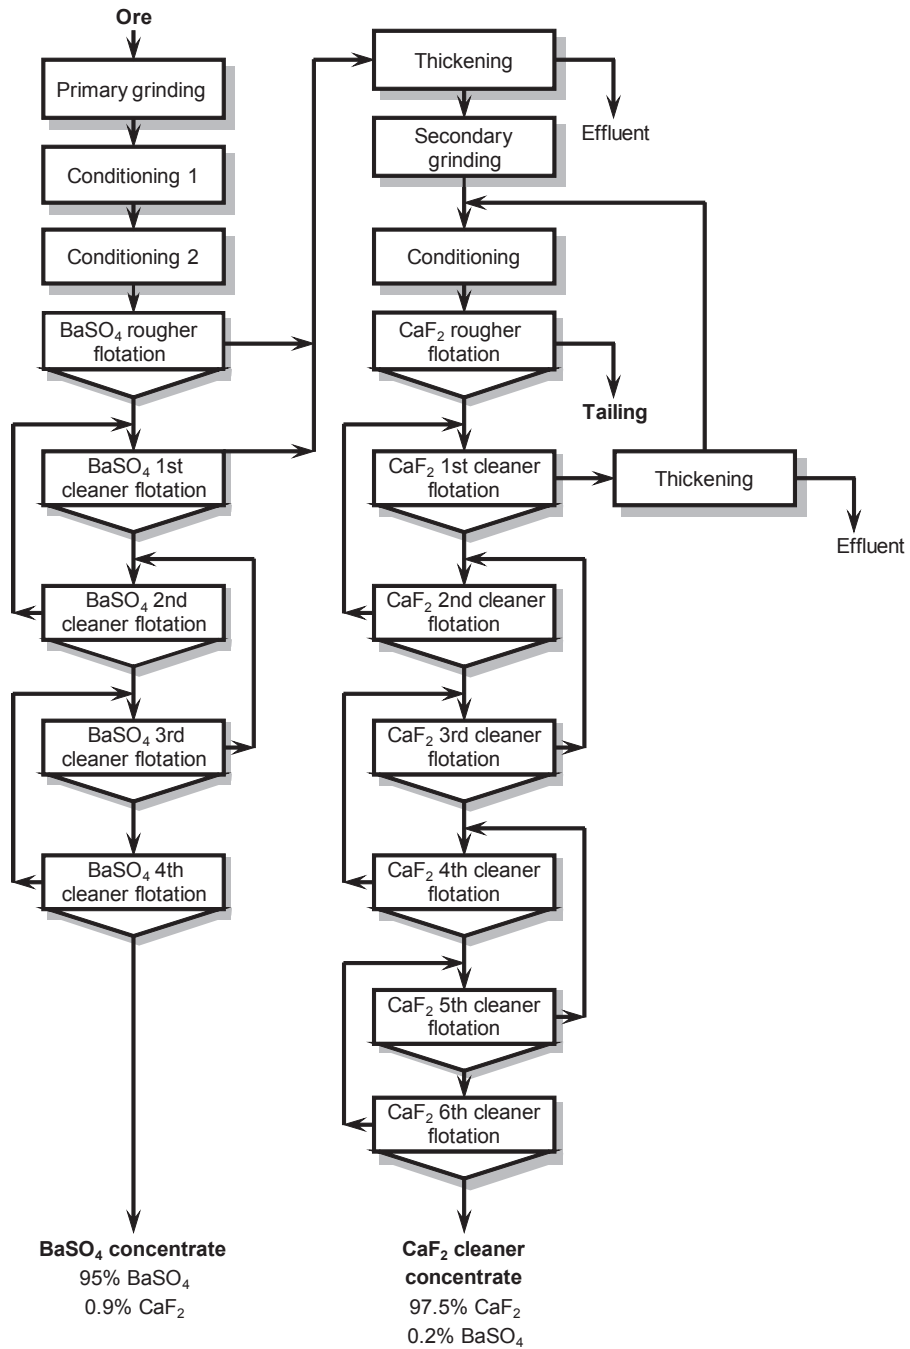 Ore
Primary grinding
Conditioning 1
Conditioning 2
BaSO₄ rougher
flotation
BaSO₄ 1st
cleaner flotation
BaSO₄ 2nd
cleaner flotation
BaSO₄ 3rd
cleaner flotation
BaSO₄ 4th
cleaner flotation
BaSO₄ concentrate
95% BaSO₄
0.9% CaF₂
Thickening
Effluent
Secondary
grinding
Conditioning
CaF₂ rougher
flotation
Tailing
CaF₂ 1st cleaner
flotation
Thickening
Effluent
CaF₂ 2nd cleaner
flotation
CaF₂ 3rd cleaner
flotation
CaF₂ 4th cleaner
flotation
CaF₂ 5th cleaner
flotation
CaF₂ 6th cleaner
flotation
CaF₂ cleaner
concentrate
97.5% CaF₂
0.2% BaSO₄